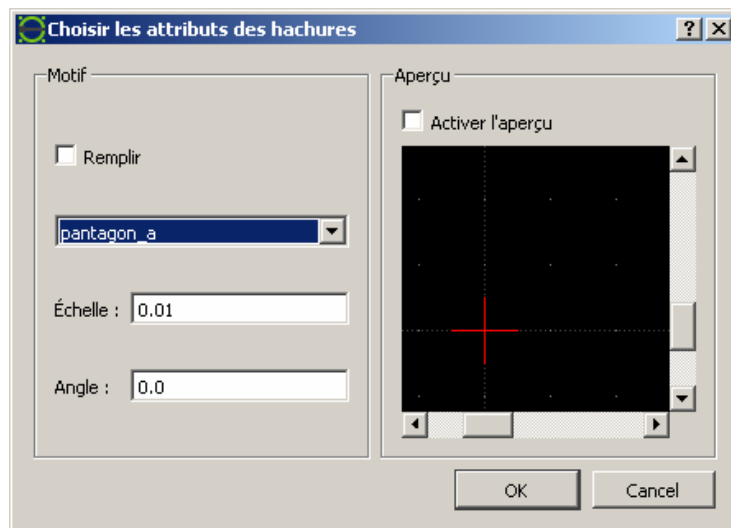 Choisir les attributs des hachures
Motif
Remplir
pantagon_a
Échelle : 0.01
Angle : 0.0
Aperçu
Activer l'aperçu
OK
Cancel